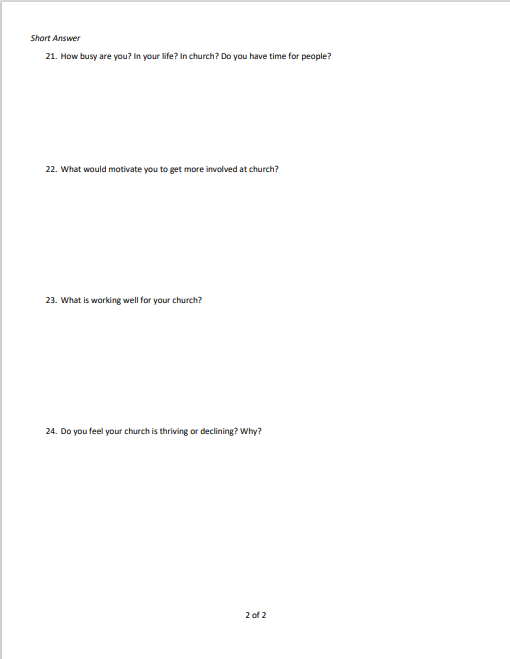 Short Answer
21. How busy are you? In your life? In church? Do you have time for people?
22. What would motivate you to get more involved at church?
23. What is working well for your church?
24. Do you feel your church is thriving or declining? Why?
2 of 2